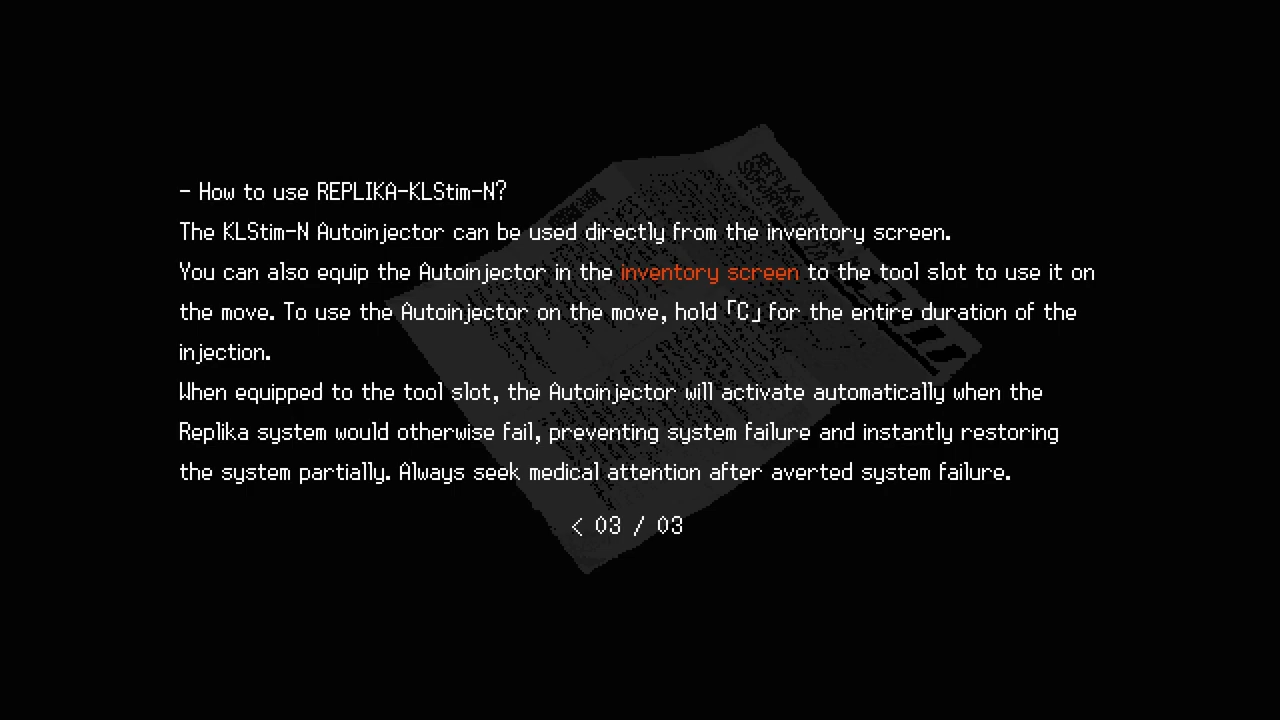 - How to use REPLIKA-KLStim-N?
The KLStim-N Autoinjector can be used directly from the inventory screen.
You can also equip the Autoinjector in the inventory screen to the tool slot to use it on
the move. To use the Autoinjector on the move, hold「C」for the entire duration of the
injection.
When equipped to the tool slot, the Autoinjector will activate automatically when the
Replika system would otherwise fail, preventing system failure and instantly restoring
the system partially. Always seek medical attention after averted system failure.
< 03 / 03